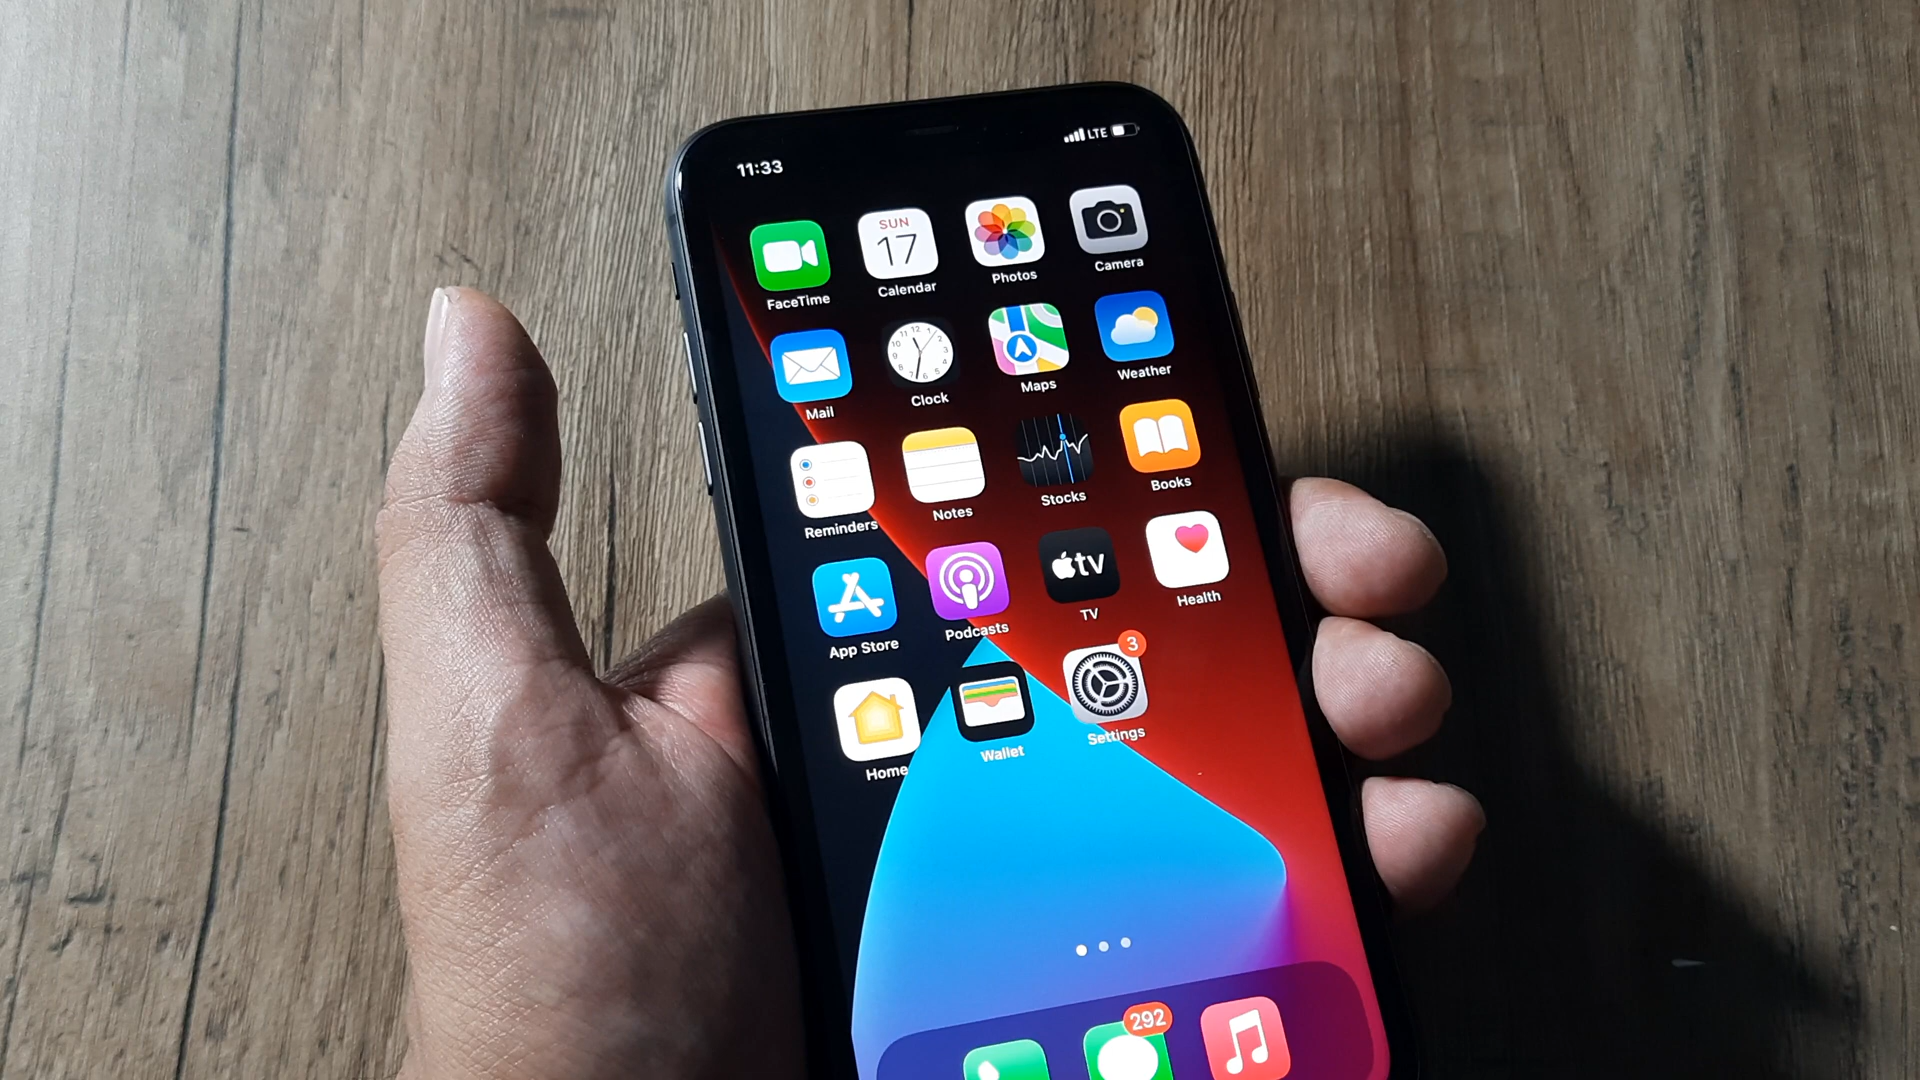 11:33
LTE
SUN
17
FaceTime
Calendar
Photos
Camera
Mail
Clock
Maps
Weather
Reminders
Notes
Stocks
Books
App Store
Podcasts
tv
TV
Health
3
Home
Wallet
Settings
292